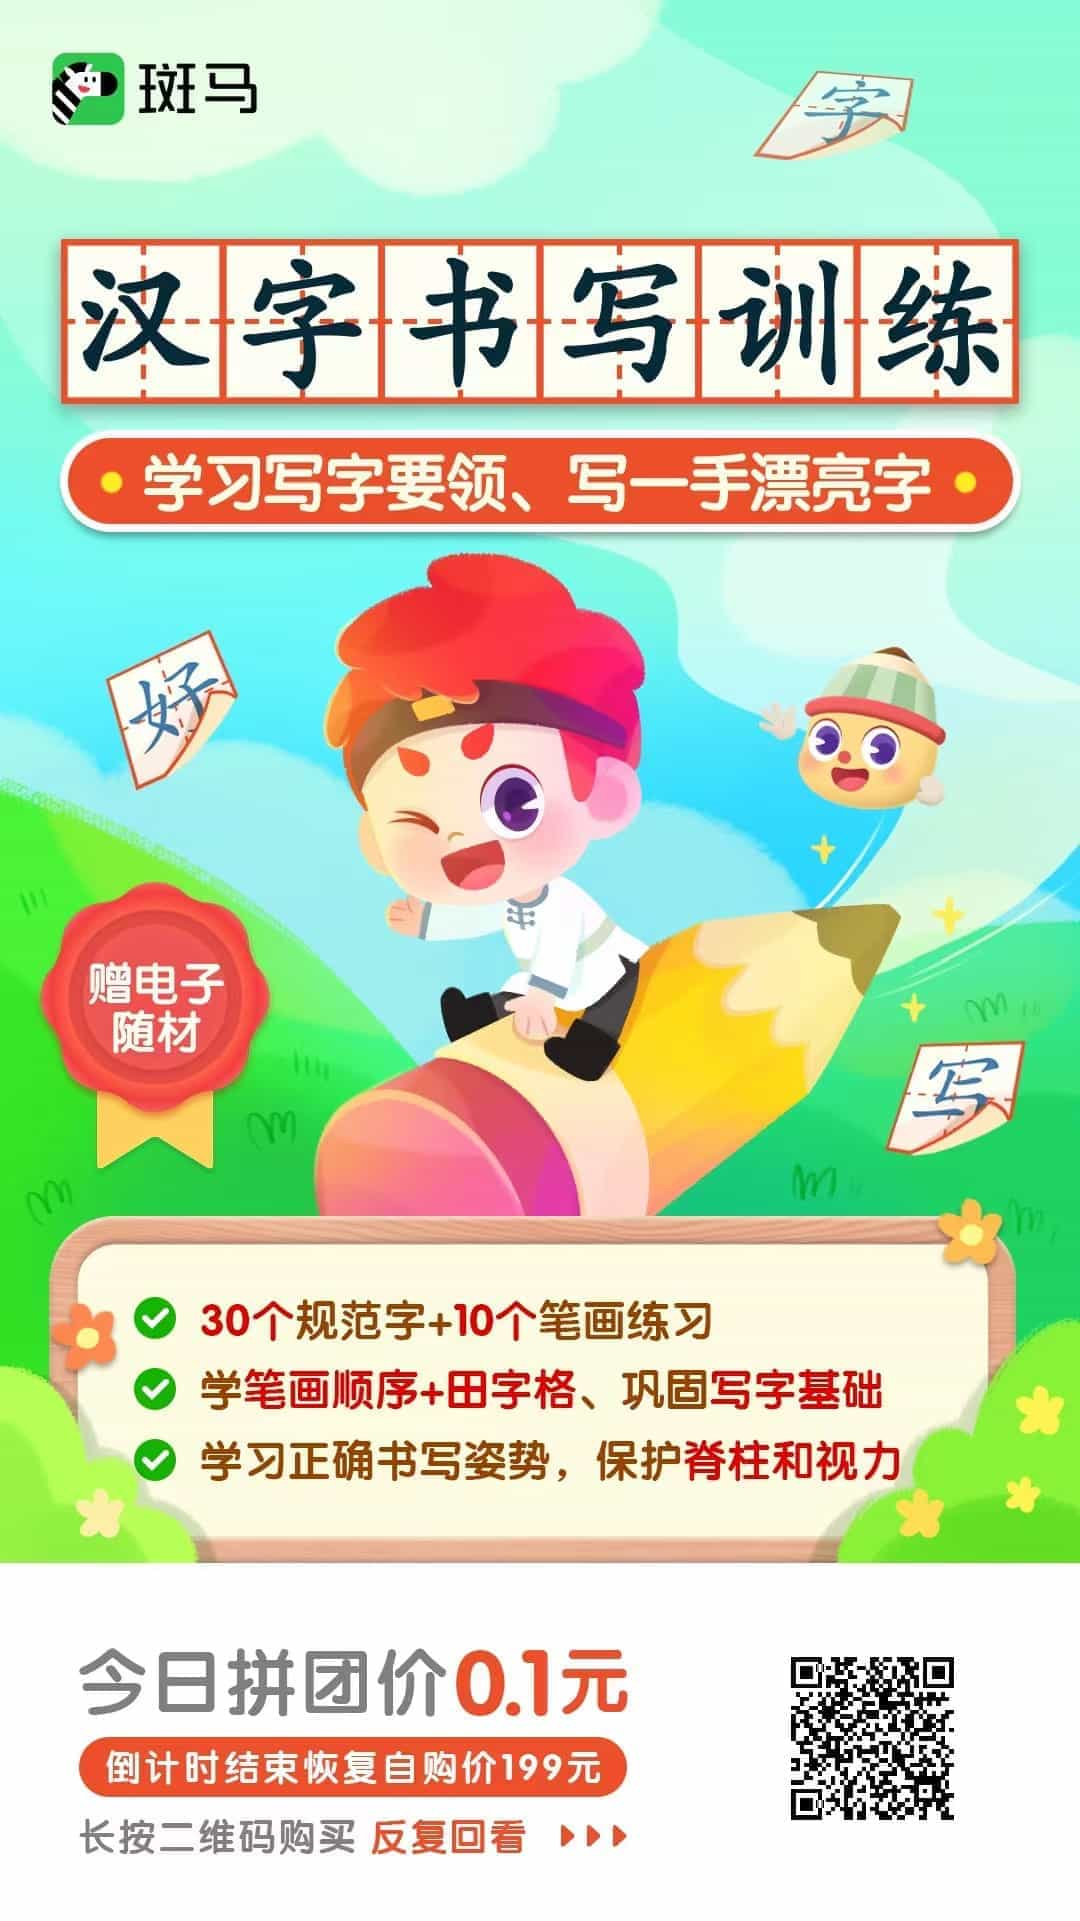 斑马
字
汉字书写训练
学习写字要领、写一手漂亮字
好
赠电子
随材
写
30个规范字+10个笔画练习
学笔画顺序+田字格、巩固写字基础
学习正确书写姿势，保护脊柱和视力
今日拼团价0.1元
倒计时结束恢复自购价199元
长按二维码购买 反复回看